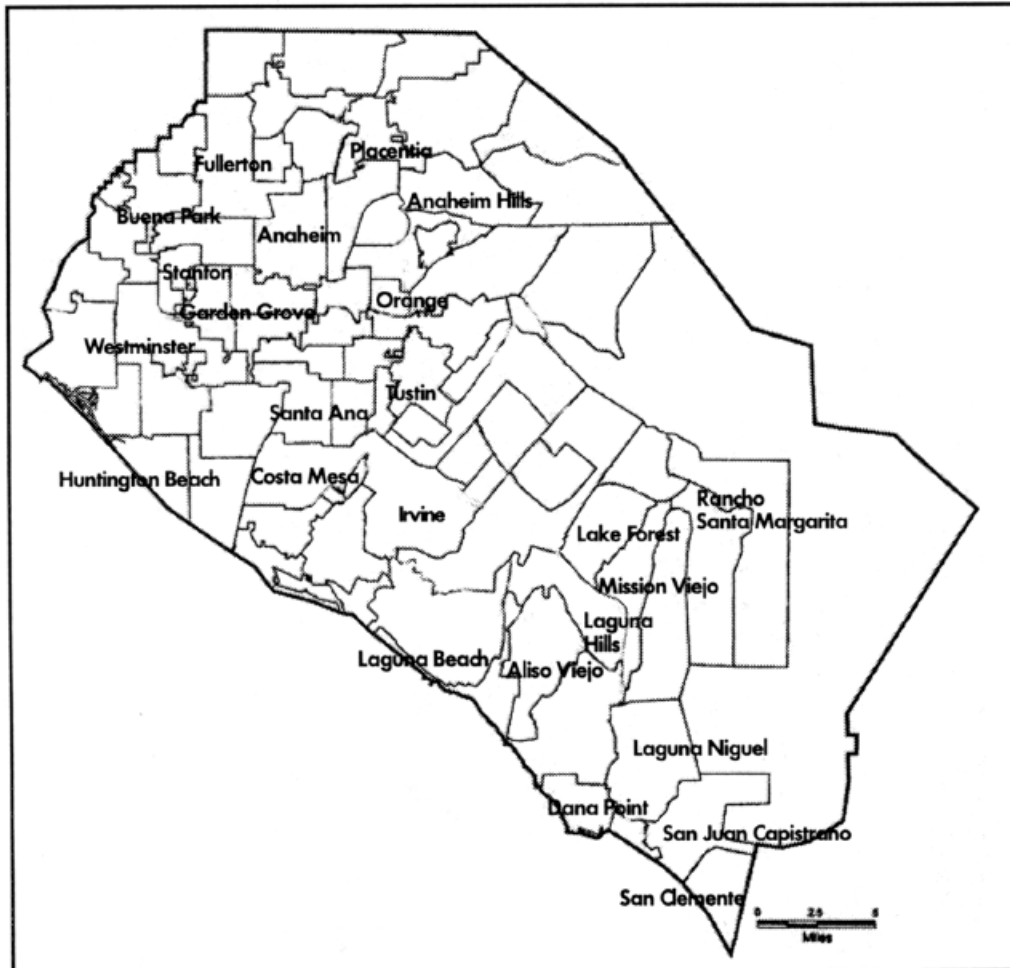 Fullerton
Placentia
Anaheim Hills
Buena Park
Anaheim
Stanton
Orange
Garden Grove
Westminster
Tustin
Santa Ana
Huntington Beach
Costa Mesa
Irvine
Rancho
Santa Margarita
Lake Forest
Mission Viejo
Laguna
Hills
Laguna Beach
Aliso Viejo
Laguna Niguel
Dana Point
San Juan Capistrano
San Clemente
0 2.5 5
Miles